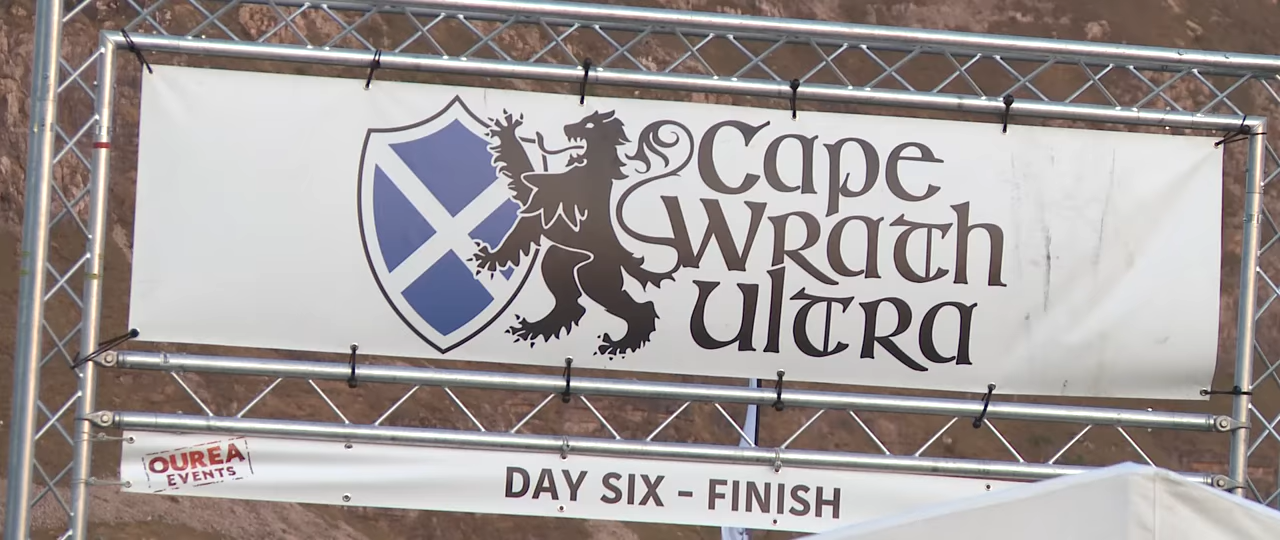 Cape
Wrath
Ultra
OUREA
EVENTS
DAY SIX - FINISH